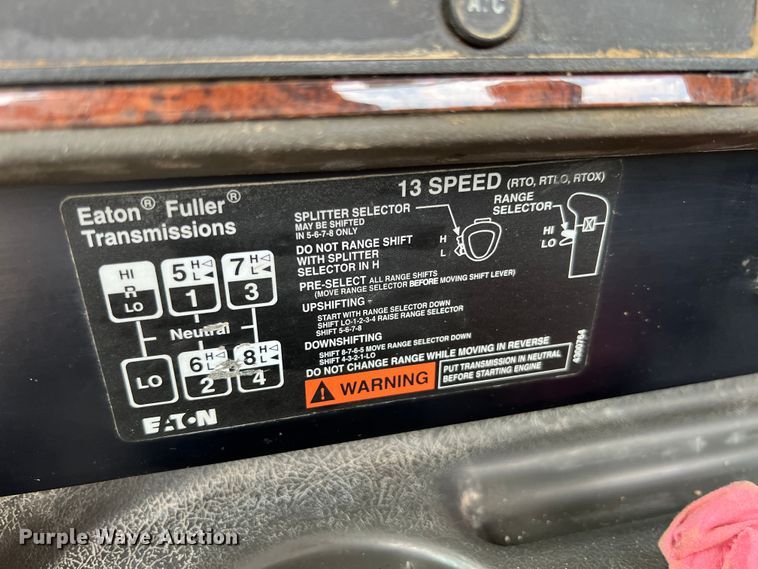 A/C
Eaton® Fuller®
Transmissions
13 SPEED (RTO, RTLO, RTOX)
SPLITTER SELECTOR
MAY BE SHIFTED
IN 5-6-7-8 ONLY
H
L
RANGE
SELECTOR
HI
LO
DO NOT RANGE SHIFT
WITH SPLITTER
SELECTOR IN H
PRE-SELECT ALL RANGE SHIFTS
(MOVE RANGE SELECTOR BEFORE MOVING SHIFT LEVER)
UPSHIFTING
START WITH RANGE SELECTOR DOWN
SHIFT LO-1-2-3-4 RAISE RANGE SELECTOR
SHIFT 5-6-7-8
DOWNSHIFTING
SHIFT 8-7-6-5 MOVE RANGE SELECTOR DOWN
SHIFT 4-3-2-1-LO
DO NOT CHANGE RANGE WHILE MOVING IN REVERSE
WARNING
PUT TRANSMISSION IN NEUTRAL
BEFORE STARTING ENGINE
HI
R
LO
5 H L
1
7 H L
3
Neutral
LO
6 H L
2
8 H L
4
EATON
Purple Wave Auction